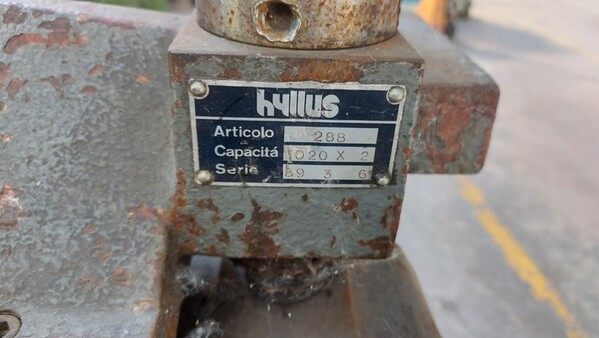 hyllus
Articolo 288
Capacitá 1020 X 2
Serie 89 3 6